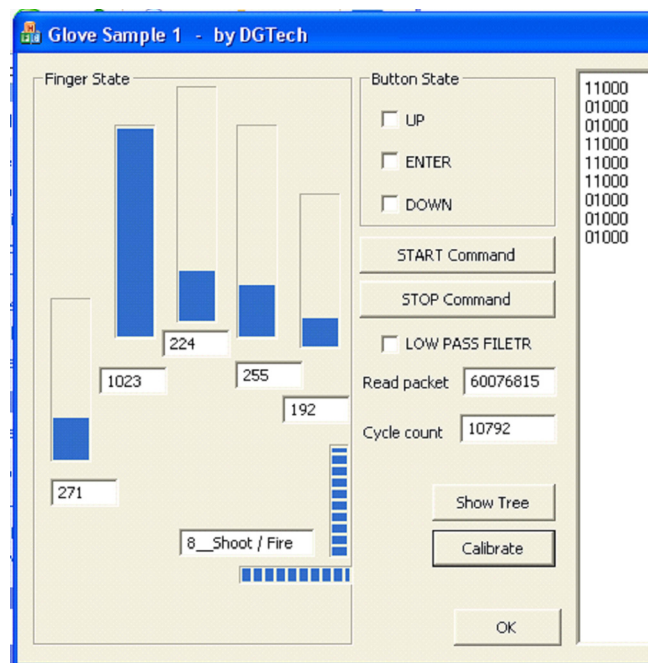 Glove Sample 1 - by DGTech
Finger State
1023
224
255
192
271
8__Shoot / Fire
Button State
UP
ENTER
DOWN
START Command
STOP Command
LOW PASS FILETR
Read packet 60076815
Cycle count 10792
Show Tree
Calibrate
OK
11000
01000
01000
11000
11000
11000
01000
01000
01000